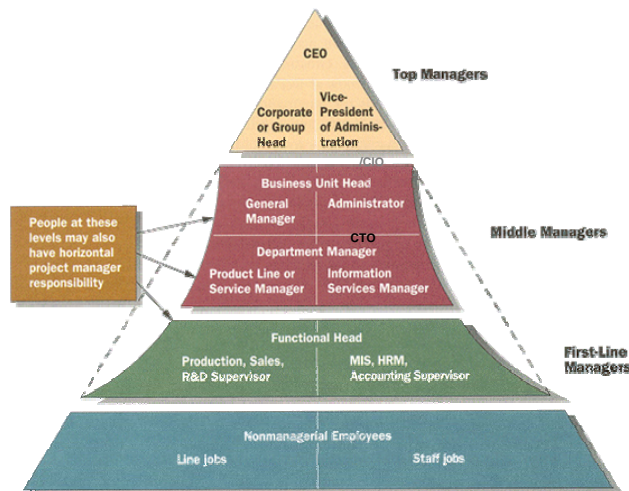 CEO
Top Managers
Corporate
or Group
Head
Vice-
President
of Adminis-
tration
/CIO
Business Unit Head
General
Manager
Administrator
People at these
levels may also
have horizontal
project manager
responsibility
CTO
Middle Managers
Department Manager
Product Line or
Service Manager
Information
Services Manager
Functional Head
Production, Sales,
R&D Supervisor
MIS, HRM,
Accounting Supervisor
First-Line
Managers
Nonmanagerial Employees
Line jobs
Staff jobs